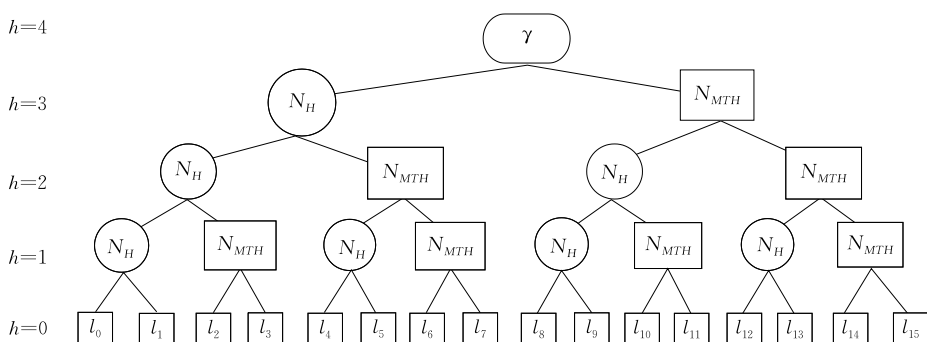 h=4 γ
h=3 N_H N_MTH
h=2 N_H N_MTH N_H N_MTH
h=1 N_H N_MTH N_H N_MTH N_H N_MTH N_H N_MTH
h=0 l_0 l_1 l_2 l_3 l_4 l_5 l_6 l_7 l_8 l_9 l_10 l_11 l_12 l_13 l_14 l_15